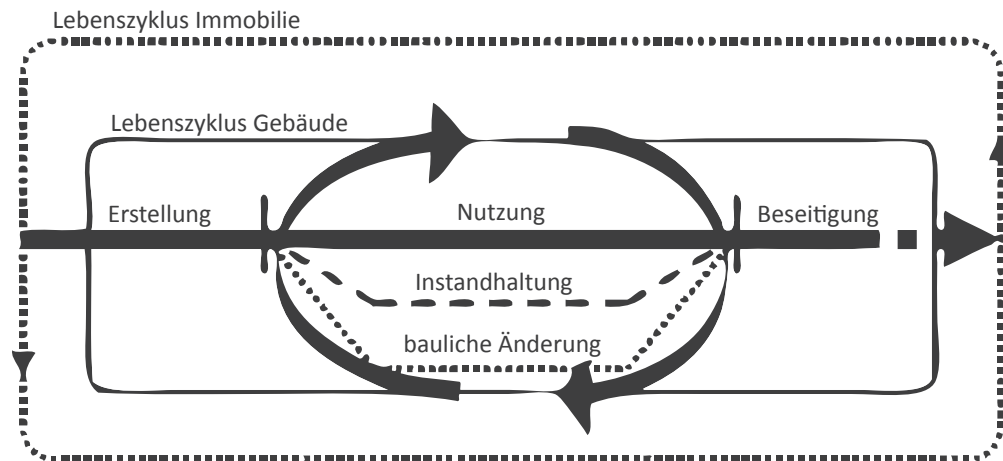 Lebenszyklus Immobilie
Lebenszyklus Gebäude
Erstellung
Nutzung
Beseitigung
Instandhaltung
bauliche Änderung